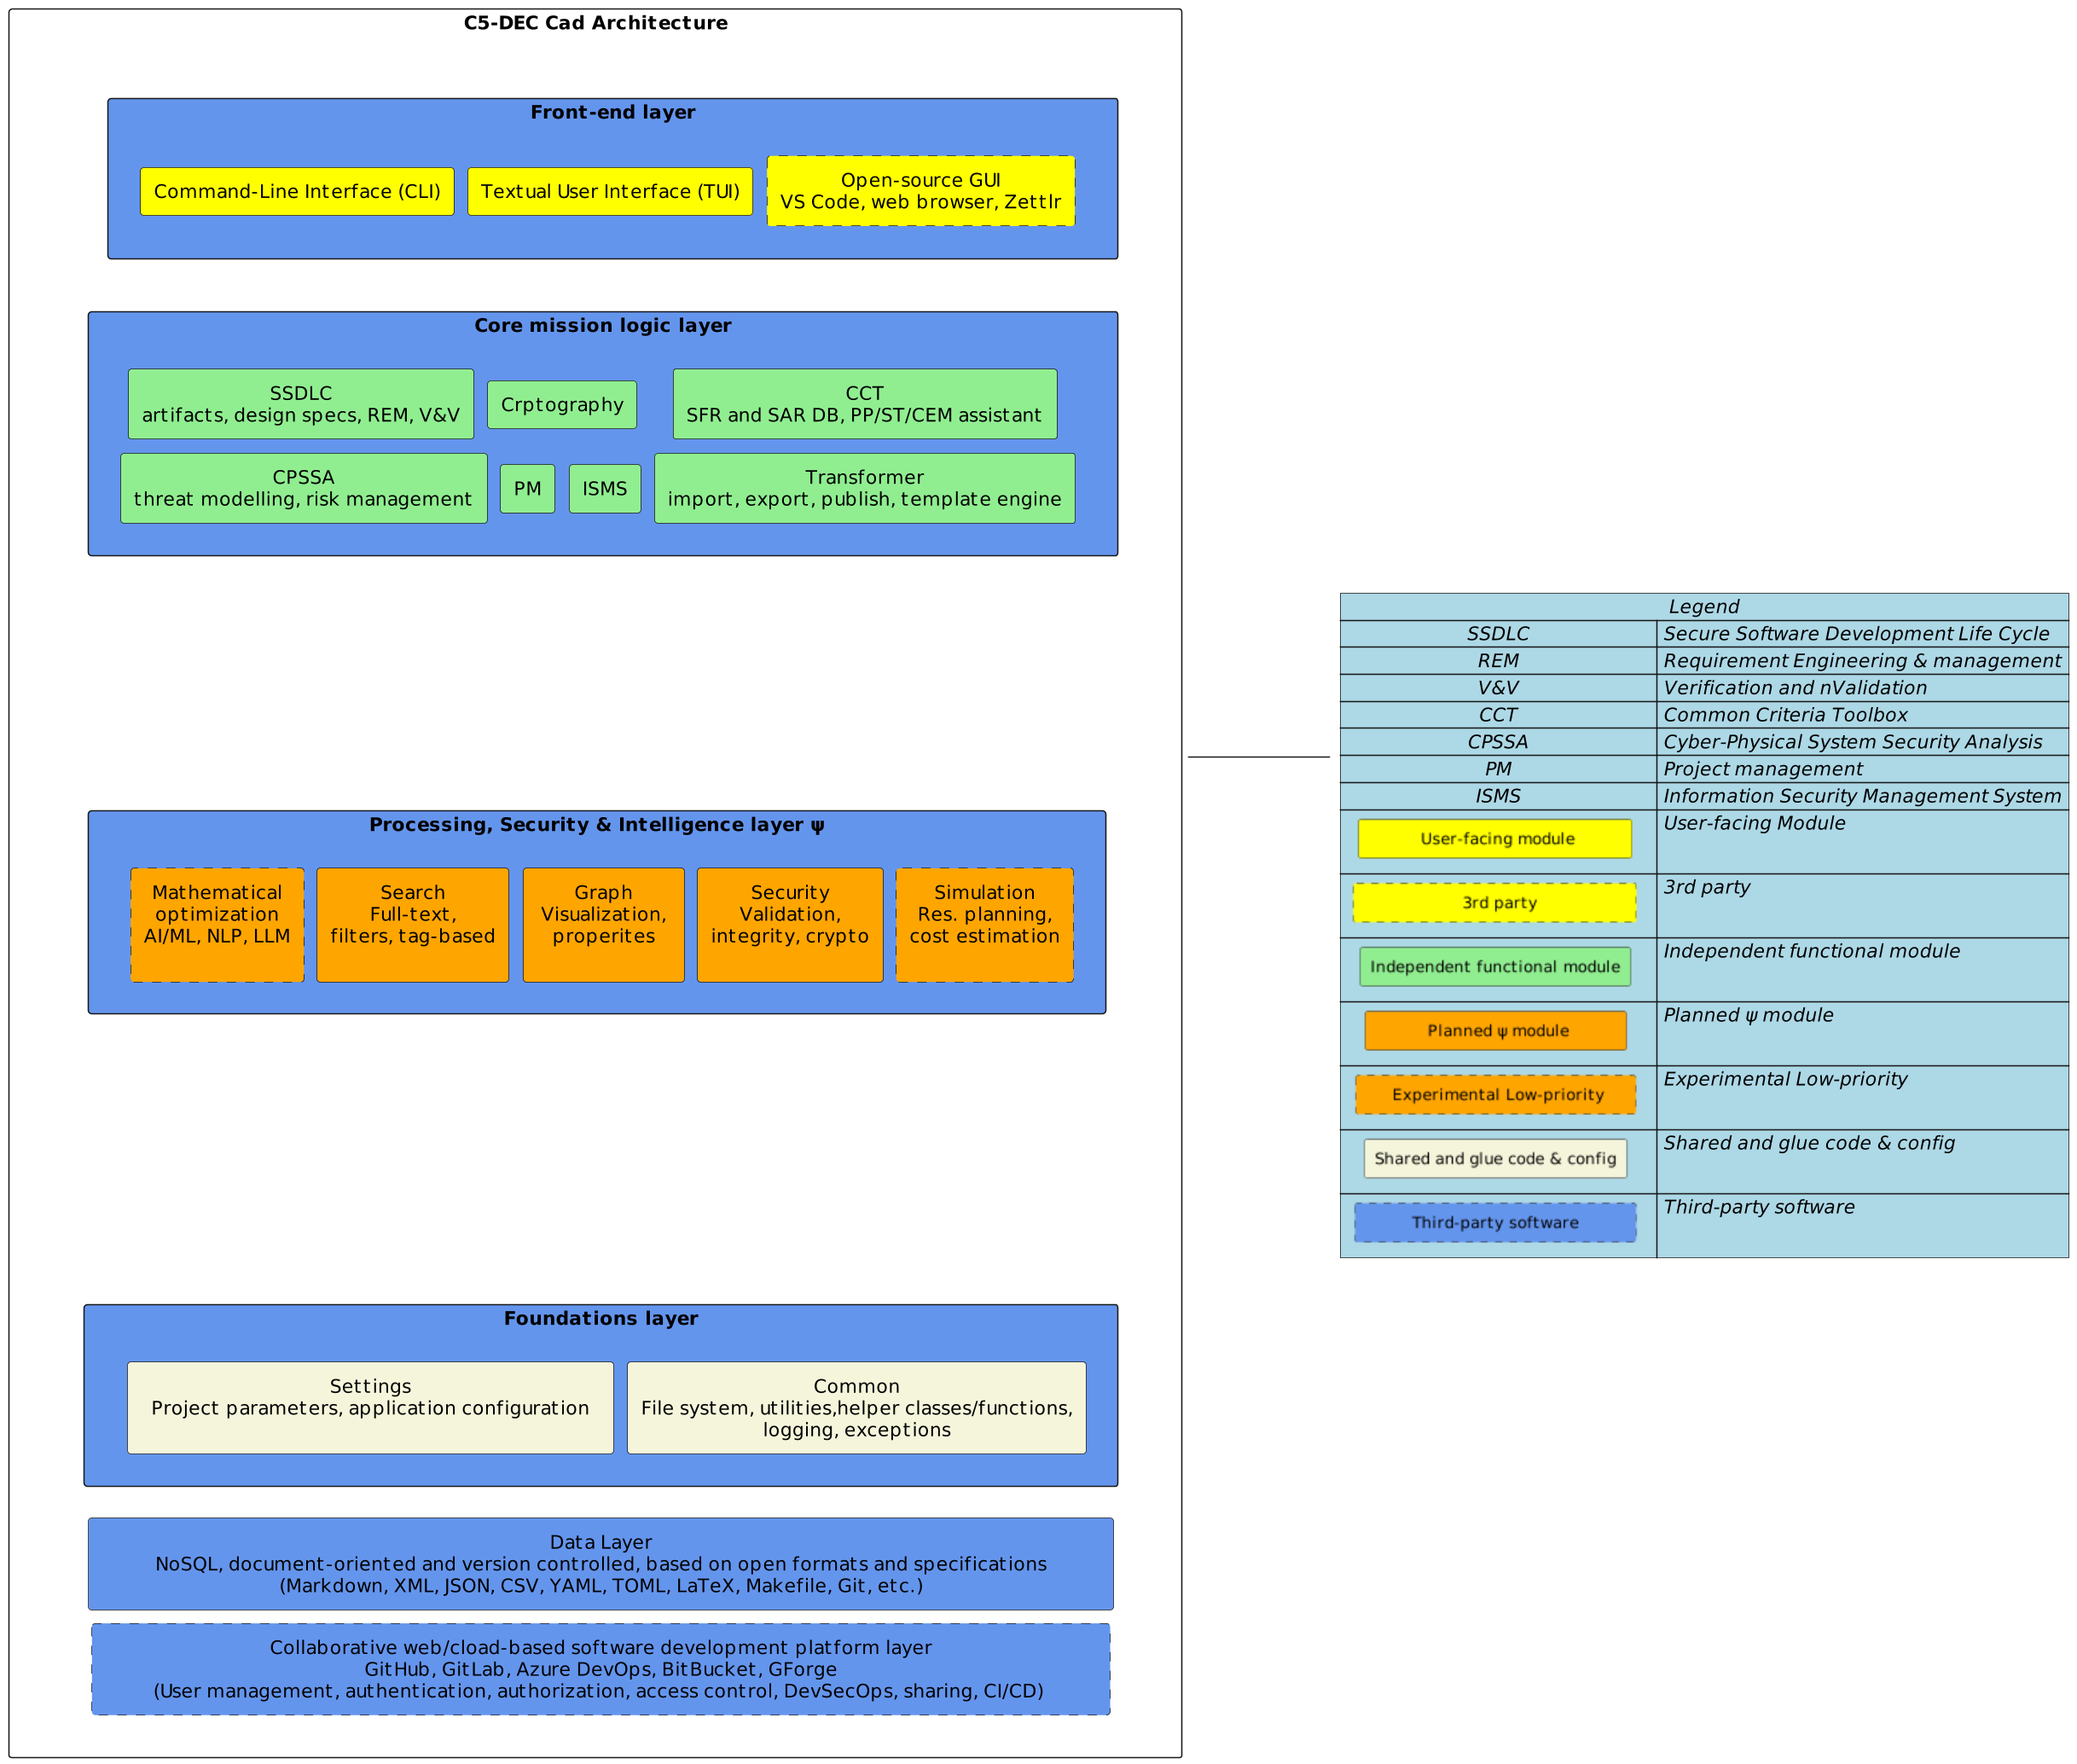 C5-DEC Cad Architecture
Front-end layer
Command-Line Interface (CLI)
Textual User Interface (TUI)
Open-source GUI
VS Code, web browser, Zettlr
Core mission logic layer
SSDLC
artifacts, design specs, REM, V&V
Crptography
CCT
SFR and SAR DB, PP/ST/CEM assistant
CPSSA
threat modelling, risk management
PM
ISMS
Transformer
import, export, publish, template engine
Processing, Security & Intelligence layer ψ
Mathematical
optimization
AI/ML, NLP, LLM
Search
Full-text,
filters, tag-based
Graph
Visualization,
properites
Security
Validation,
integrity, crypto
Simulation
Res. planning,
cost estimation
Foundations layer
Settings
Project parameters, application configuration
Common
File system, utilities,helper classes/functions,
logging, exceptions
Data Layer
NoSQL, document-oriented and version controlled, based on open formats and specifications
(Markdown, XML, JSON, CSV, YAML, TOML, LaTeX, Makefile, Git, etc.)
Collaborative web/cload-based software development platform layer
GitHub, GitLab, Azure DevOps, BitBucket, GForge
(User management, authentication, authorization, access control, DevSecOps, sharing, CI/CD)
Legend
SSDLC Secure Software Development Life Cycle
REM Requirement Engineering & management
V&V Verification and nValidation
CCT Common Criteria Toolbox
CPSSA Cyber-Physical System Security Analysis
PM Project management
ISMS Information Security Management System
User-facing module User-facing Module
3rd party 3rd party
Independent functional module Independent functional module
Planned ψ module Planned ψ module
Experimental Low-priority Experimental Low-priority
Shared and glue code & config Shared and glue code & config
Third-party software Third-party software